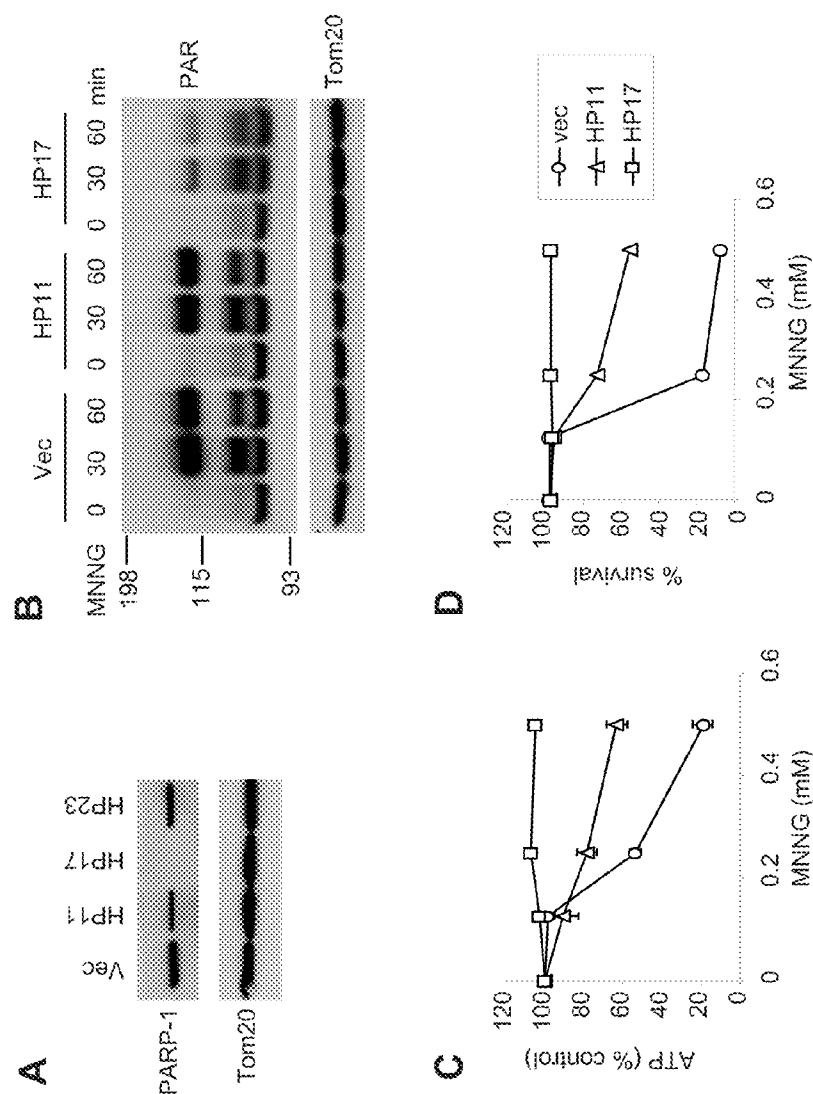 A
Vec HP11 HP17 HP23
PARP-1
Tom20
B
Vec HP11 HP17
MNNG 0 30 60 0 30 60 0 30 60 min
198
115
93
PAR
Tom20
C
ATP (% control)
120
100
80
60
40
20
0
0 0.2 0.4 0.6
MNNG (mM)
D
% survival
120
100
80
60
40
20
0
0 0.2 0.4 0.6
MNNG (mM)
vec
HP11
HP17